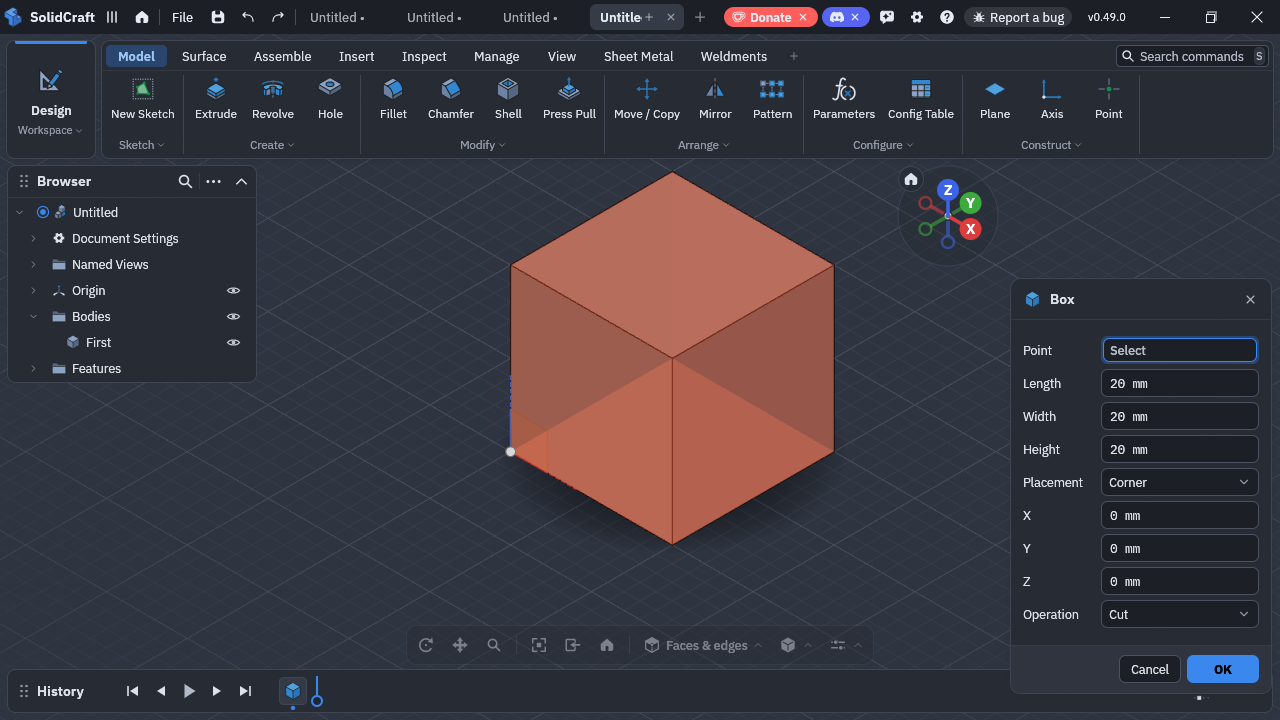 SolidCraft
File
Untitled •
Untitled •
Untitled •
Untitle
Donate
Report a bug
v0.49.0
Design
Workspace
Model
Surface
Assemble
Insert
Inspect
Manage
View
Sheet Metal
Weldments
Search commands
S
New Sketch
Extrude
Revolve
Hole
Fillet
Chamfer
Shell
Press Pull
Move / Copy
Mirror
Pattern
Parameters
Config Table
Plane
Axis
Point
Sketch
Create
Modify
Arrange
Configure
Construct
Browser
Untitled
Document Settings
Named Views
Origin
Bodies
First
Features
Z
Y
X
Box
Point
Select
Length
20 mm
Width
20 mm
Height
20 mm
Placement
Corner
X
0 mm
Y
0 mm
Z
0 mm
Operation
Cut
Cancel
OK
Faces & edges
History